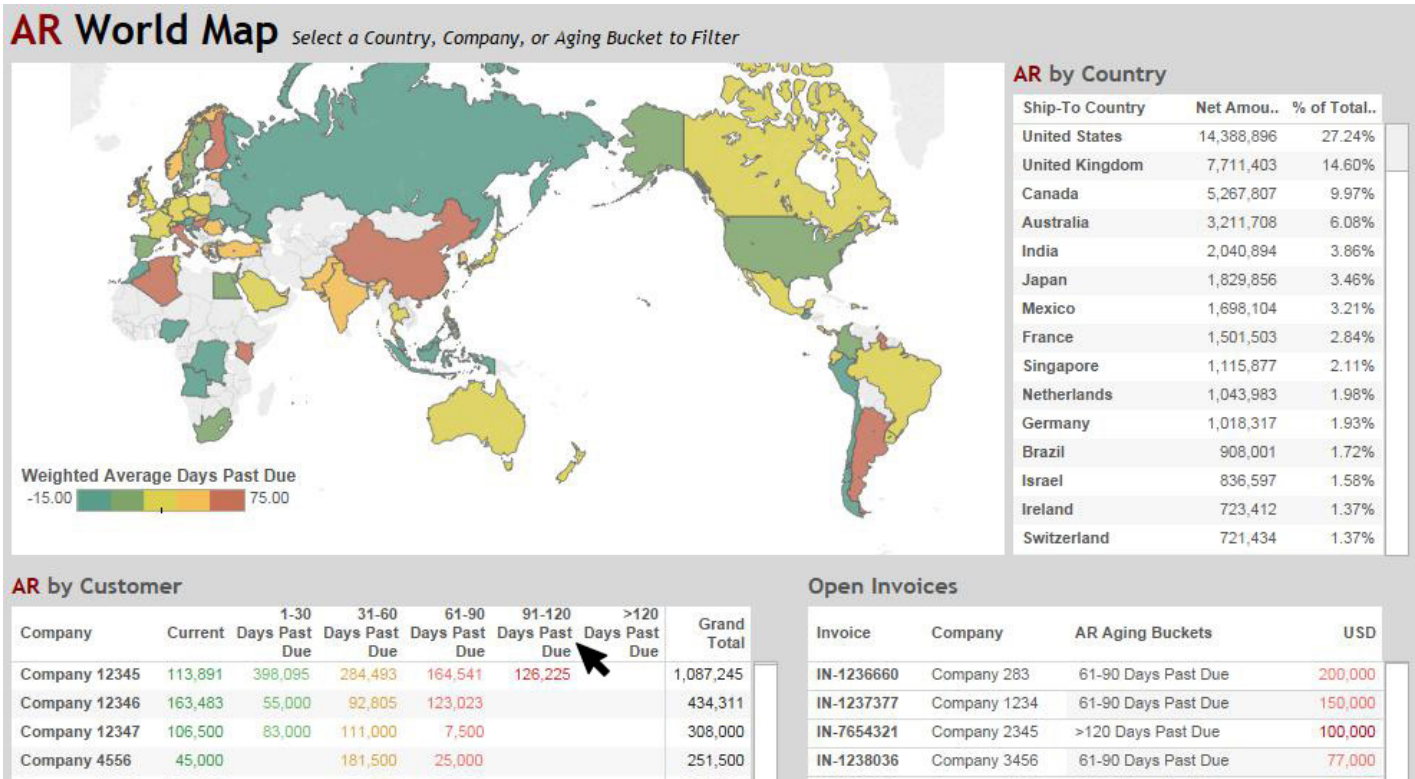 AR World Map Select a Country, Company, or Aging Bucket to Filter
AR by Country
Ship-To Country Net Amou.. % of Total..
United States 14,388,896 27.24%
United Kingdom 7,711,403 14.60%
Canada 5,267,807 9.97%
Australia 3,211,708 6.08%
India 2,040,894 3.86%
Japan 1,829,856 3.46%
Mexico 1,698,104 3.21%
France 1,501,503 2.84%
Singapore 1,115,877 2.11%
Netherlands 1,043,983 1.98%
Germany 1,018,317 1.93%
Brazil 908,001 1.72%
Israel 836,597 1.58%
Ireland 723,412 1.37%
Switzerland 721,434 1.37%
Weighted Average Days Past Due
-15.00 75.00
AR by Customer
1-30 31-60 61-90 91-120 >120
Company Current Days Past Days Past Days Past Days Past Days Past Grand Total
Due Due Due Due Due
Company 12345 113,891 398,095 284,493 164,541 126,225 1,087,245
Company 12346 163,483 55,000 92,805 123,023 434,311
Company 12347 106,500 83,000 111,000 7,500 308,000
Company 4556 45,000 181,500 25,000 251,500
Open Invoices
Invoice Company AR Aging Buckets USD
IN-1236660 Company 283 61-90 Days Past Due 200,000
IN-1237377 Company 1234 61-90 Days Past Due 150,000
IN-7654321 Company 2345 >120 Days Past Due 100,000
IN-1238036 Company 3456 61-90 Days Past Due 77,000